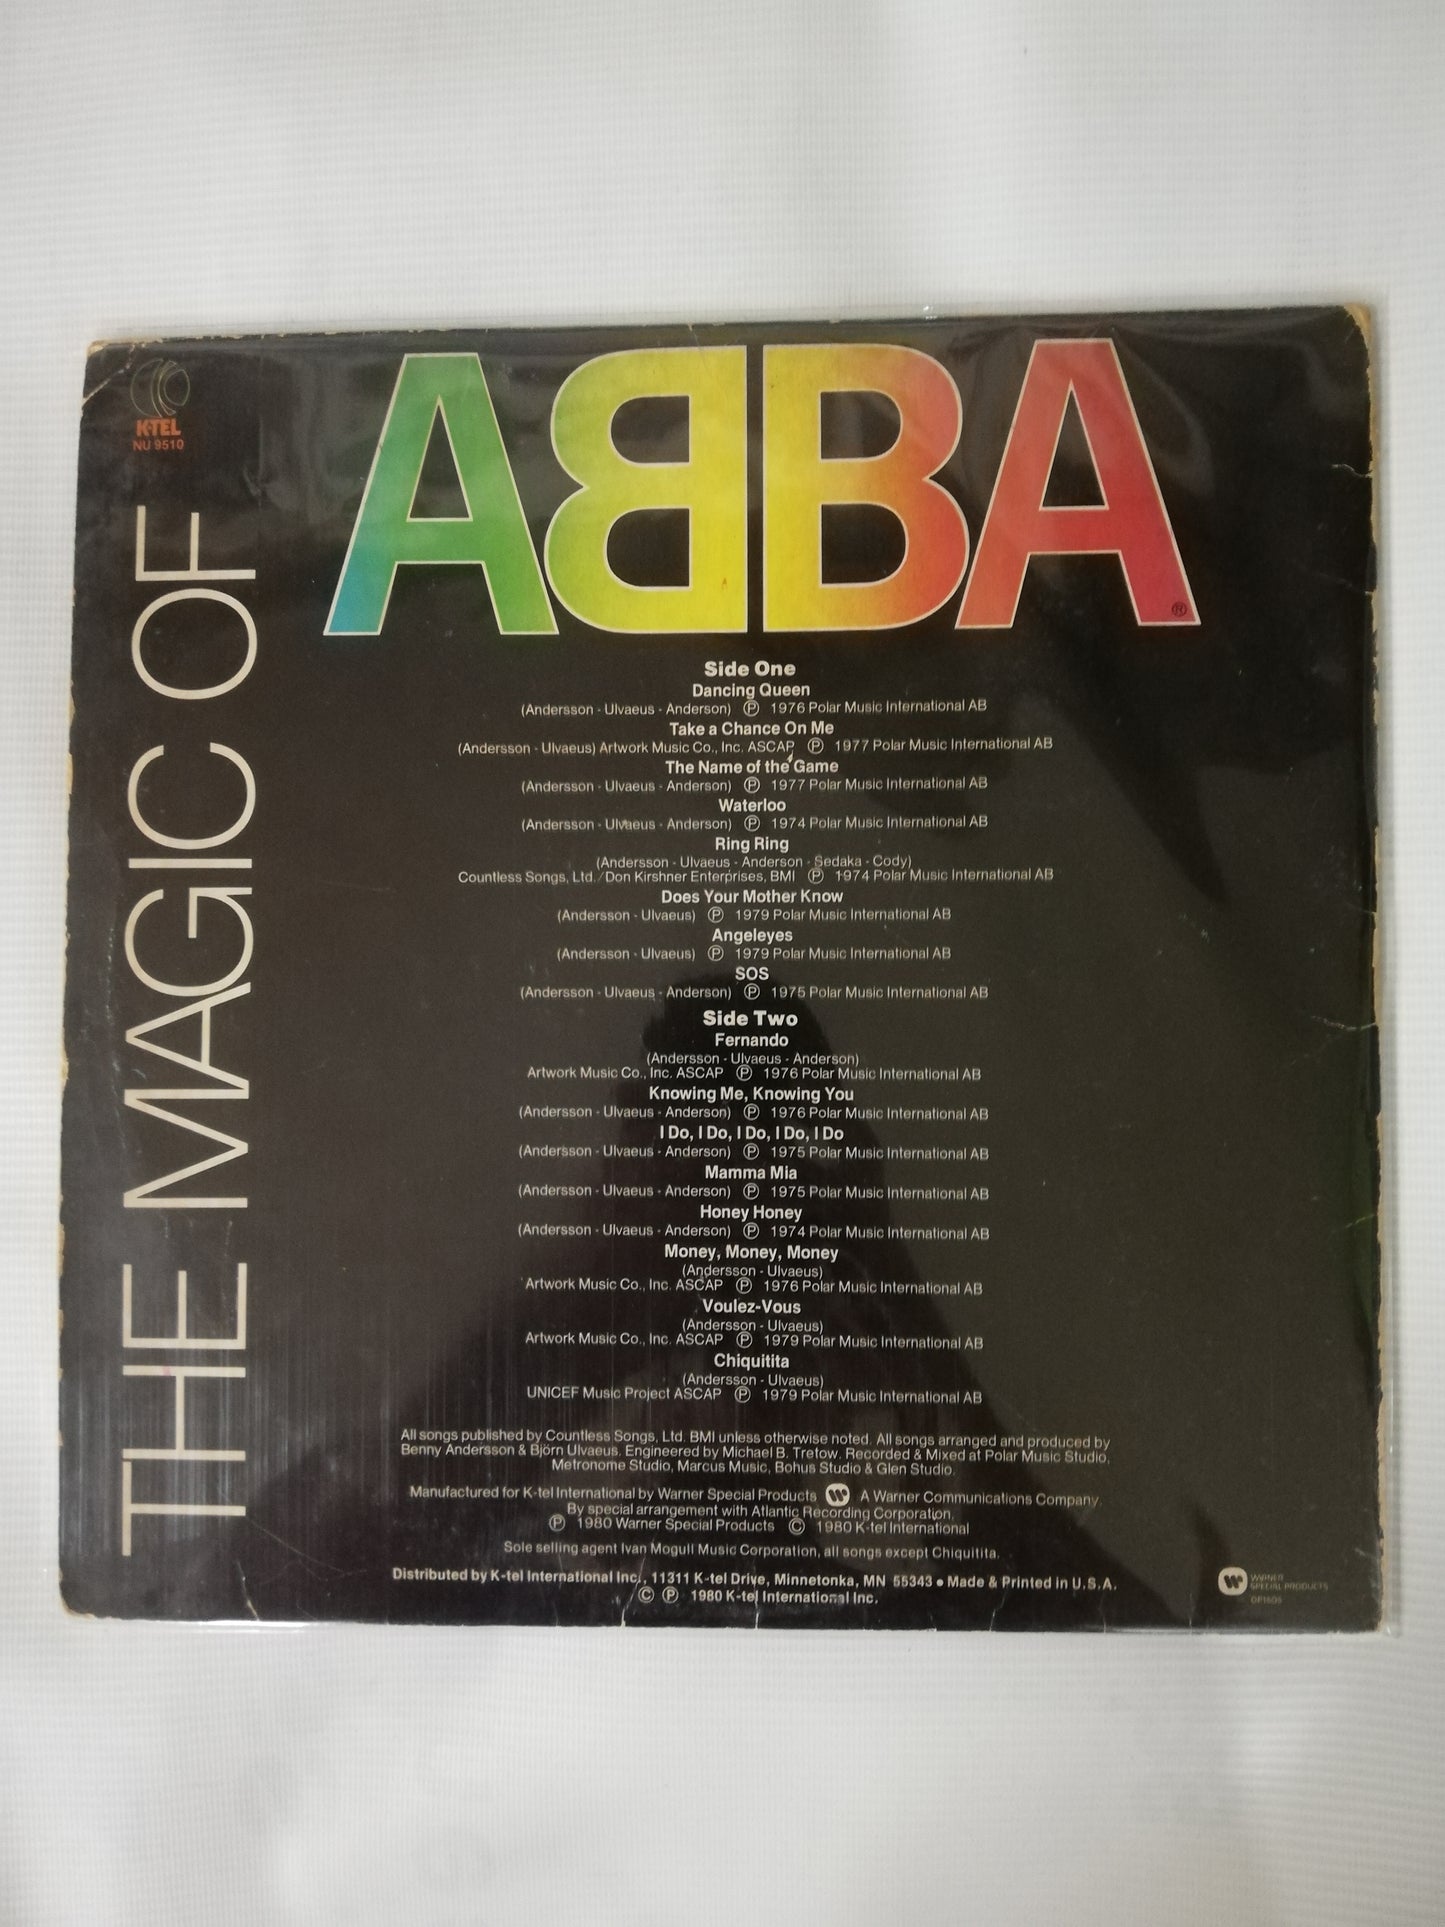 K-TEL
NU 9510
THE MAGIC OF
ABBA
®
Side One
Dancing Queen
(Andersson - Ulvaeus - Anderson) Ⓟ 1976 Polar Music International AB
Take a Chance On Me
(Andersson - Ulvaeus) Artwork Music Co., Inc. ASCAP Ⓟ 1977 Polar Music International AB
The Name of the Game
(Andersson - Ulvaeus - Anderson) Ⓟ 1977 Polar Music International AB
Waterloo
(Andersson - Ulvaeus - Anderson) Ⓟ 1974 Polar Music International AB
Ring Ring
(Andersson - Ulvaeus - Anderson - Sedaka - Cody)
Countless Songs, Ltd./Don Kirshner Enterprises, BMI Ⓟ 1974 Polar Music International AB
Does Your Mother Know
(Andersson - Ulvaeus) Ⓟ 1979 Polar Music International AB
Angeleyes
(Andersson - Ulvaeus) Ⓟ 1979 Polar Music International AB
SOS
(Andersson - Ulvaeus - Anderson) Ⓟ 1975 Polar Music International AB
Side Two
Fernando
(Andersson - Ulvaeus - Anderson)
Artwork Music Co., Inc. ASCAP Ⓟ 1976 Polar Music International AB
Knowing Me, Knowing You
(Andersson - Ulvaeus - Anderson) Ⓟ 1976 Polar Music International AB
I Do, I Do, I Do, I Do, I Do
(Andersson - Ulvaeus - Anderson) Ⓟ 1975 Polar Music International AB
Mamma Mia
(Andersson - Ulvaeus - Anderson) Ⓟ 1975 Polar Music International AB
Honey Honey
(Andersson - Ulvaeus - Anderson) Ⓟ 1974 Polar Music International AB
Money, Money, Money
(Andersson - Ulvaeus)
Artwork Music Co., Inc. ASCAP Ⓟ 1976 Polar Music International AB
Voulez-Vous
(Andersson - Ulvaeus)
Artwork Music Co., Inc. ASCAP Ⓟ 1979 Polar Music International AB
Chiquitita
(Andersson - Ulvaeus)
UNICEF Music Project ASCAP Ⓟ 1979 Polar Music International AB
All songs published by Countless Songs, Ltd. BMI unless otherwise noted. All songs arranged and produced by
Benny Andersson & Björn Ulvaeus. Engineered by Michael B. Tretow. Recorded & Mixed at Polar Music Studio,
Metronome Studio, Marcus Music, Bohus Studio & Glen Studio.
Manufactured for K-tel International by Warner Special Products A Warner Communications Company.
By special arrangement with Atlantic Recording Corporation.
Ⓟ 1980 Warner Special Products © 1980 K-tel International
Sole selling agent Ivan Mogull Music Corporation, all songs except Chiquitita.
Distributed by K-tel International Inc., 11311 K-tel Drive, Minnetonka, MN 55343 • Made & Printed in U.S.A.
© Ⓟ 1980 K-tel International Inc.
WARNER
SPECIAL PRODUCTS